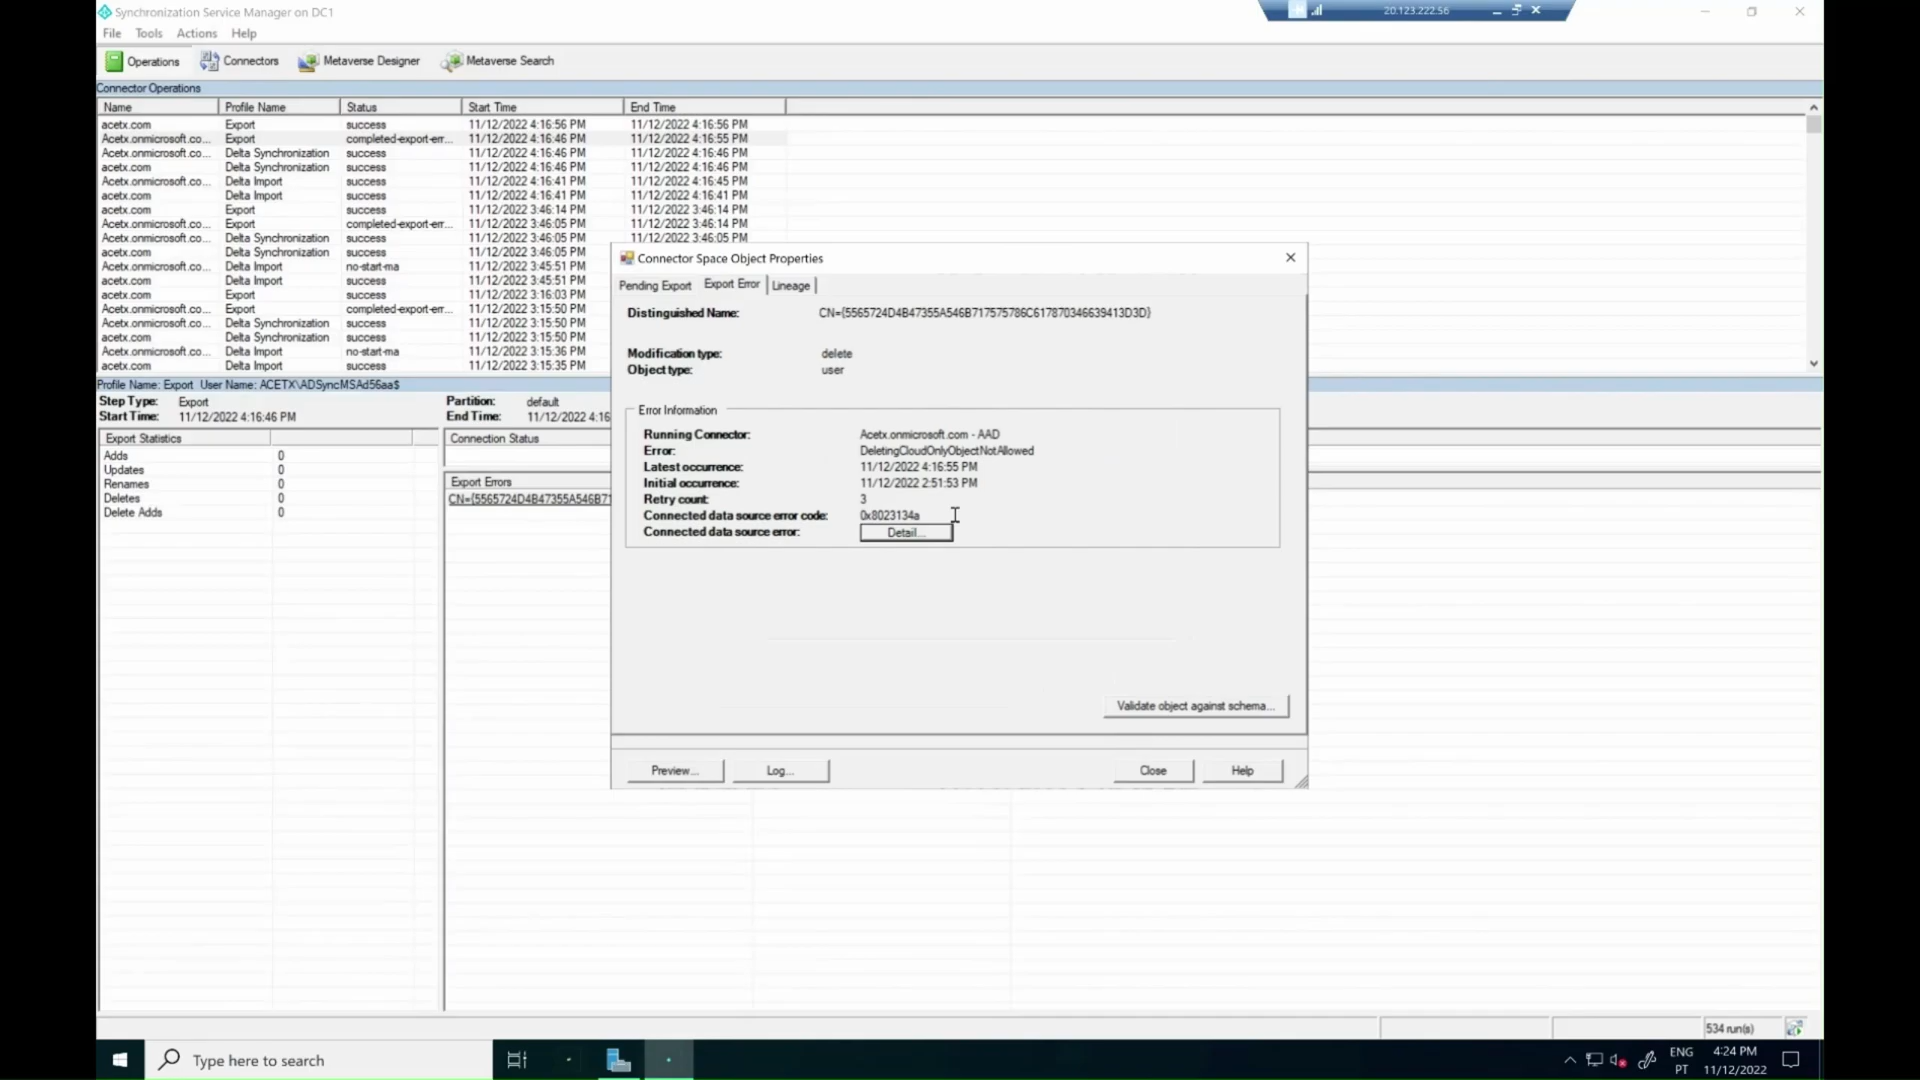 Synchronization Service Manager on DC1
20.123.222.56
File Tools Actions Help
Operations Connectors Metaverse Designer Metaverse Search
Connector Operations
Name Profile Name Status Start Time End Time
acetx.com Export success 11/12/2022 4:16:56 PM 11/12/2022 4:16:56 PM
Acetx.onmicrosoft.co... Export completed-export-err... 11/12/2022 4:16:46 PM 11/12/2022 4:16:55 PM
Acetx.onmicrosoft.co... Delta Synchronization success 11/12/2022 4:16:46 PM 11/12/2022 4:16:46 PM
acetx.com Delta Synchronization success 11/12/2022 4:16:46 PM 11/12/2022 4:16:46 PM
Acetx.onmicrosoft.co... Delta Import success 11/12/2022 4:16:41 PM 11/12/2022 4:16:45 PM
acetx.com Delta Import success 11/12/2022 4:16:41 PM 11/12/2022 4:16:41 PM
acetx.com Export success 11/12/2022 3:46:14 PM 11/12/2022 3:46:14 PM
Acetx.onmicrosoft.co... Export completed-export-err... 11/12/2022 3:46:05 PM 11/12/2022 3:46:14 PM
Acetx.onmicrosoft.co... Delta Synchronization success 11/12/2022 3:46:05 PM 11/12/2022 3:46:05 PM
acetx.com Delta Synchronization success 11/12/2022 3:46:05 PM
Acetx.onmicrosoft.co... Delta Import no-start-ma 11/12/2022 3:45:51 PM
acetx.com Delta Import success 11/12/2022 3:45:51 PM
acetx.com Export success 11/12/2022 3:16:03 PM
Acetx.onmicrosoft.co... Export completed-export-err... 11/12/2022 3:15:50 PM
Acetx.onmicrosoft.co... Delta Synchronization success 11/12/2022 3:15:50 PM
acetx.com Delta Synchronization success 11/12/2022 3:15:50 PM
Acetx.onmicrosoft.co... Delta Import no-start-ma 11/12/2022 3:15:36 PM
acetx.com Delta Import success 11/12/2022 3:15:35 PM
Profile Name: Export User Name: ACETX\ADSyncMSAd56aa$
Step Type: Export Partition: default
Start Time: 11/12/2022 4:16:46 PM End Time: 11/12/2022 4:16
Export Statistics Connection Status
Adds 0
Updates 0
Renames 0
Deletes 0
Delete Adds 0
Export Errors
CN={5565724D4B47355A546B71
Connector Space Object Properties
Pending Export Export Error Lineage
Distinguished Name: CN={5565724D4B47355A546B717575786C617870346639413D3D}
Modification type: delete
Object type: user
Error Information
Running Connector: Acetx.onmicrosoft.com - AAD
Error: DeletingCloudOnlyObjectNotAllowed
Latest occurrence: 11/12/2022 4:16:55 PM
Initial occurrence: 11/12/2022 2:51:53 PM
Retry count: 3
Connected data source error code: 0x8023134a
Connected data source error: Detail...
Validate object against schema...
Preview... Log... Close Help
534 run(s)
Type here to search
ENG 4:24 PM
PT 11/12/2022